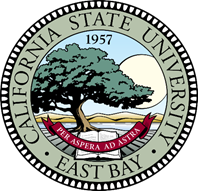 CALIFORNIA STATE UNIVERSITY
1957
PER ASPERA AD ASTRA
EAST BAY